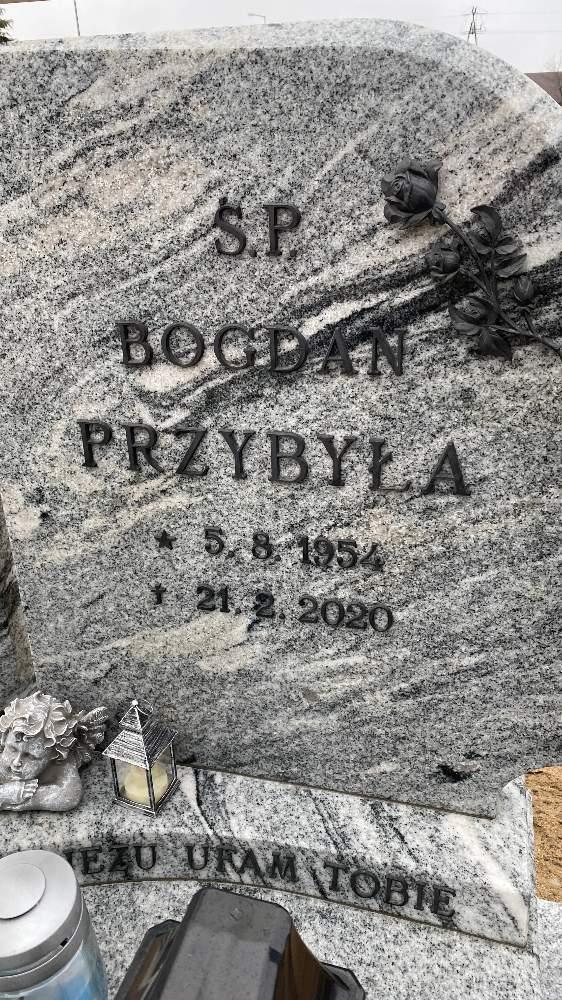 Ś.P.
BOGDAN
PRZYBYŁA
★ 5. 8. 1954
✝ 21. 2. 2020
UFAM TOBIE